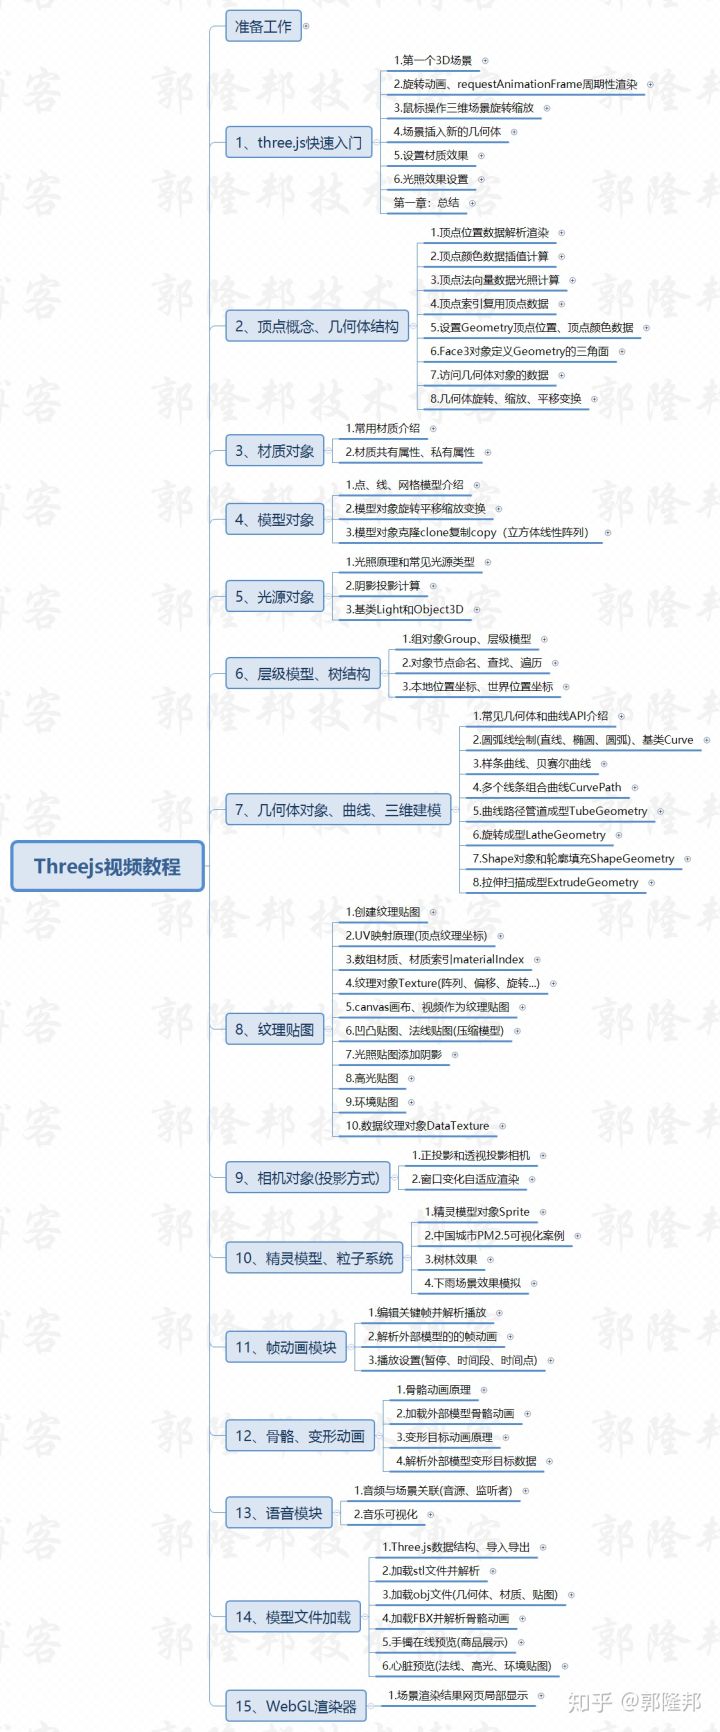 准备工作
1、three.js快速入门
1.第一个3D场景
2.旋转动画、requestAnimationFrame周期性渲染
3.鼠标操作三维场景旋转缩放
4.场景插入新的几何体
5.设置材质效果
6.光照效果设置
第一章：总结
2、顶点概念、几何体结构
1.顶点位置数据解析渲染
2.顶点颜色数据插值计算
3.顶点法向量数据光照计算
4.顶点索引复用顶点数据
5.设置Geometry顶点位置、顶点颜色数据
6.Face3对象定义Geometry的三角面
7.访问几何体对象的数据
8.几何体旋转、缩放、平移变换
3、材质对象
1.常用材质介绍
2.材质共有属性、私有属性
4、模型对象
1.点、线、网格模型介绍
2.模型对象旋转平移缩放变换
3.模型对象克隆clone复制copy（立方体线性阵列）
5、光源对象
1.光照原理和常见光源类型
2.阴影投影计算
3.基类Light和Object3D
6、层级模型、树结构
1.组对象Group、层级模型
2.对象节点命名、查找、遍历
3.本地位置坐标、世界位置坐标
7、几何体对象、曲线、三维建模
1.常见几何体和曲线API介绍
2.圆弧线绘制(直线、椭圆、圆弧)、基类Curve
3.样条曲线、贝赛尔曲线
4.多个线条组合曲线CurvePath
5.曲线路径管道成型TubeGeometry
6.旋转成型LatheGeometry
7.Shape对象和轮廓填充ShapeGeometry
8.拉伸扫描成型ExtrudeGeometry
Threejs视频教程
8、纹理贴图
1.创建纹理贴图
2.UV映射原理(顶点纹理坐标)
3.数组材质、材质索引materialIndex
4.纹理对象Texture(阵列、偏移、旋转...)
5.canvas画布、视频作为纹理贴图
6.凹凸贴图、法线贴图(压缩模型)
7.光照贴图添加阴影
8.高光贴图
9.环境贴图
10.数据纹理对象DataTexture
9、相机对象(投影方式)
1.正投影和透视投影相机
2.窗口变化自适应渲染
10、精灵模型、粒子系统
1.精灵模型对象Sprite
2.中国城市PM2.5可视化案例
3.树林效果
4.下雨场景效果模拟
11、帧动画模块
1.编辑关键帧并解析播放
2.解析外部模型的的帧动画
3.播放设置(暂停、时间段、时间点)
12、骨骼、变形动画
1.骨骼动画原理
2.加载外部模型骨骼动画
3.变形目标动画原理
4.解析外部模型变形目标数据
13、语音模块
1.音频与场景关联(音源、监听者)
2.音乐可视化
14、模型文件加载
1.Three.js数据结构、导入导出
2.加载stl文件并解析
3.加载obj文件(几何体、材质、贴图)
4.加载FBX并解析骨骼动画
5.手镯在线预览(商品展示)
6.心脏预览(法线、高光、环境贴图)
15、WebGL渲染器
1.场景渲染结果网页局部显示
知乎 @郭隆邦